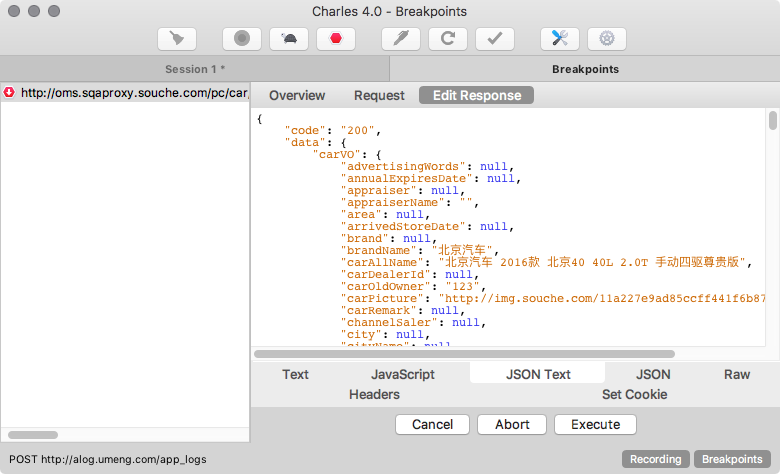 Charles 4.0 - Breakpoints
Session 1 *
Breakpoints
http://oms.sqaproxy.souche.com/pc/car_
Overview
Request
Edit Response
{
"code": "200",
"data": {
"carVO": {
"advertisingWords": null,
"annualExpiresDate": null,
"appraiser": null,
"appraiserName": "",
"area": null,
"arrivedStoreDate": null,
"brand": null,
"brandName": "北京汽车",
"carAllName": "北京汽车 2016款 北京40 40L 2.0T 手动四驱尊贵版",
"carDealerId": null,
"carOldOwner": "123",
"carPicture": "http://img.souche.com/11a227e9ad85ccff441f6b87
"carRemark": null,
"channelSaler": null,
"city": null,
"cityName": null,
Text
JavaScript
JSON Text
JSON
Raw
Headers
Set Cookie
Cancel
Abort
Execute
POST http://alog.umeng.com/app_logs
Recording
Breakpoints